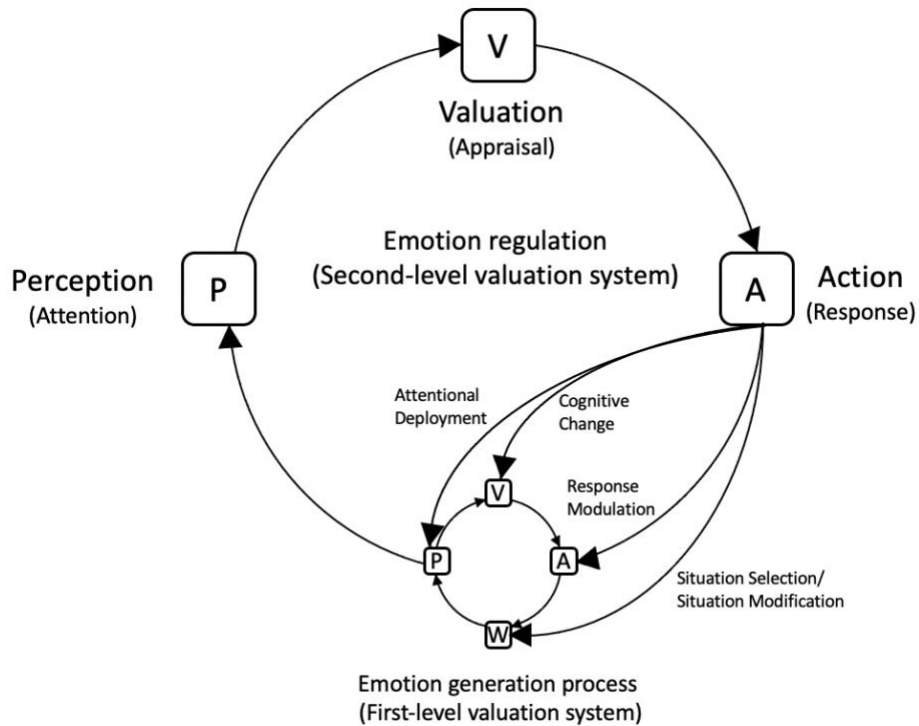 V
Valuation
(Appraisal)
Emotion regulation
(Second-level valuation system)
Perception
(Attention)
P
A
Action
(Response)
Attentional
Deployment
Cognitive
Change
V
Response
Modulation
P
A
Situation Selection/
Situation Modification
W
Emotion generation process
(First-level valuation system)